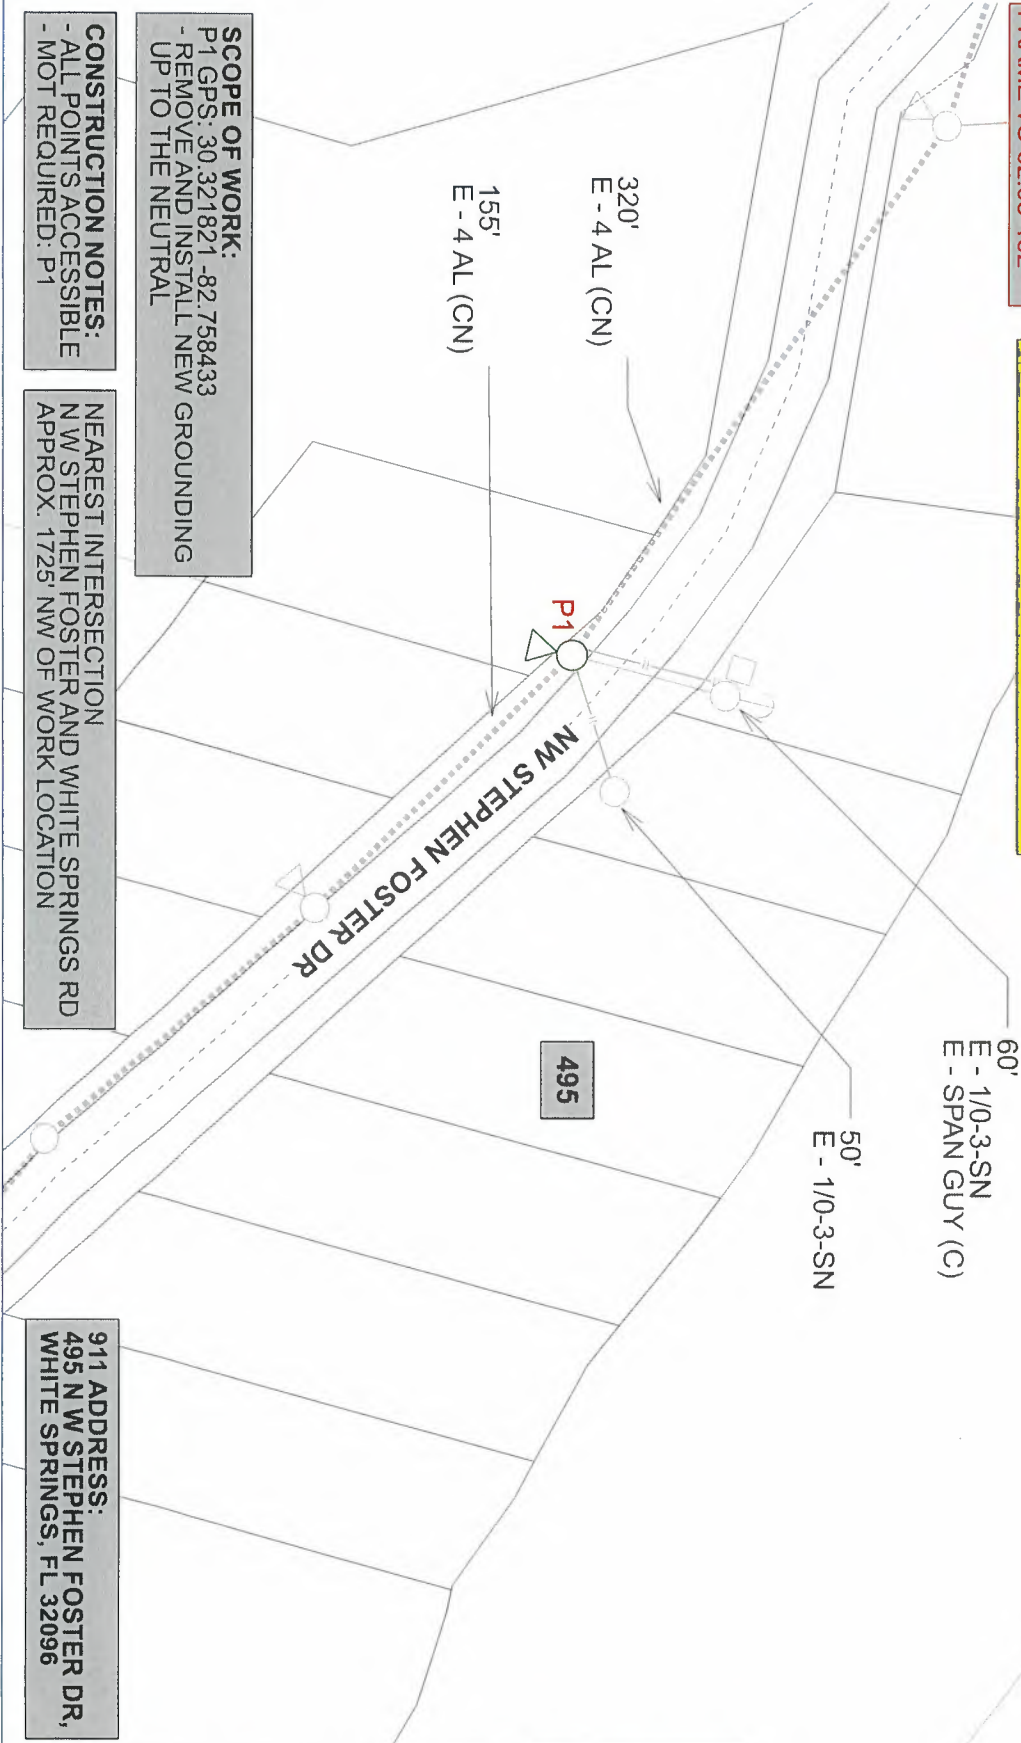 60'
E - 1/0-3-SN
E - SPAN GUY (C)
50'
E - 1/0-3-SN
320'
E - 4 AL (CN)
155'
E - 4 AL (CN)
P1
NW STEPHEN FOSTER DR
495
SCOPE OF WORK:
P1 GPS: 30.321821 -82.758433
- REMOVE AND INSTALL NEW GROUNDING
UP TO THE NEUTRAL
CONSTRUCTION NOTES:
- ALL POINTS ACCESSIBLE
- MOT REQUIRED: P1
NEAREST INTERSECTION
N W STEPHEN FOSTER AND WHITE SPRINGS RD
APPROX. 1725' NW OF WORK LOCATION
911 ADDRESS:
495 N W STEPHEN FOSTER DR,
WHITE SPRINGS, FL 32096